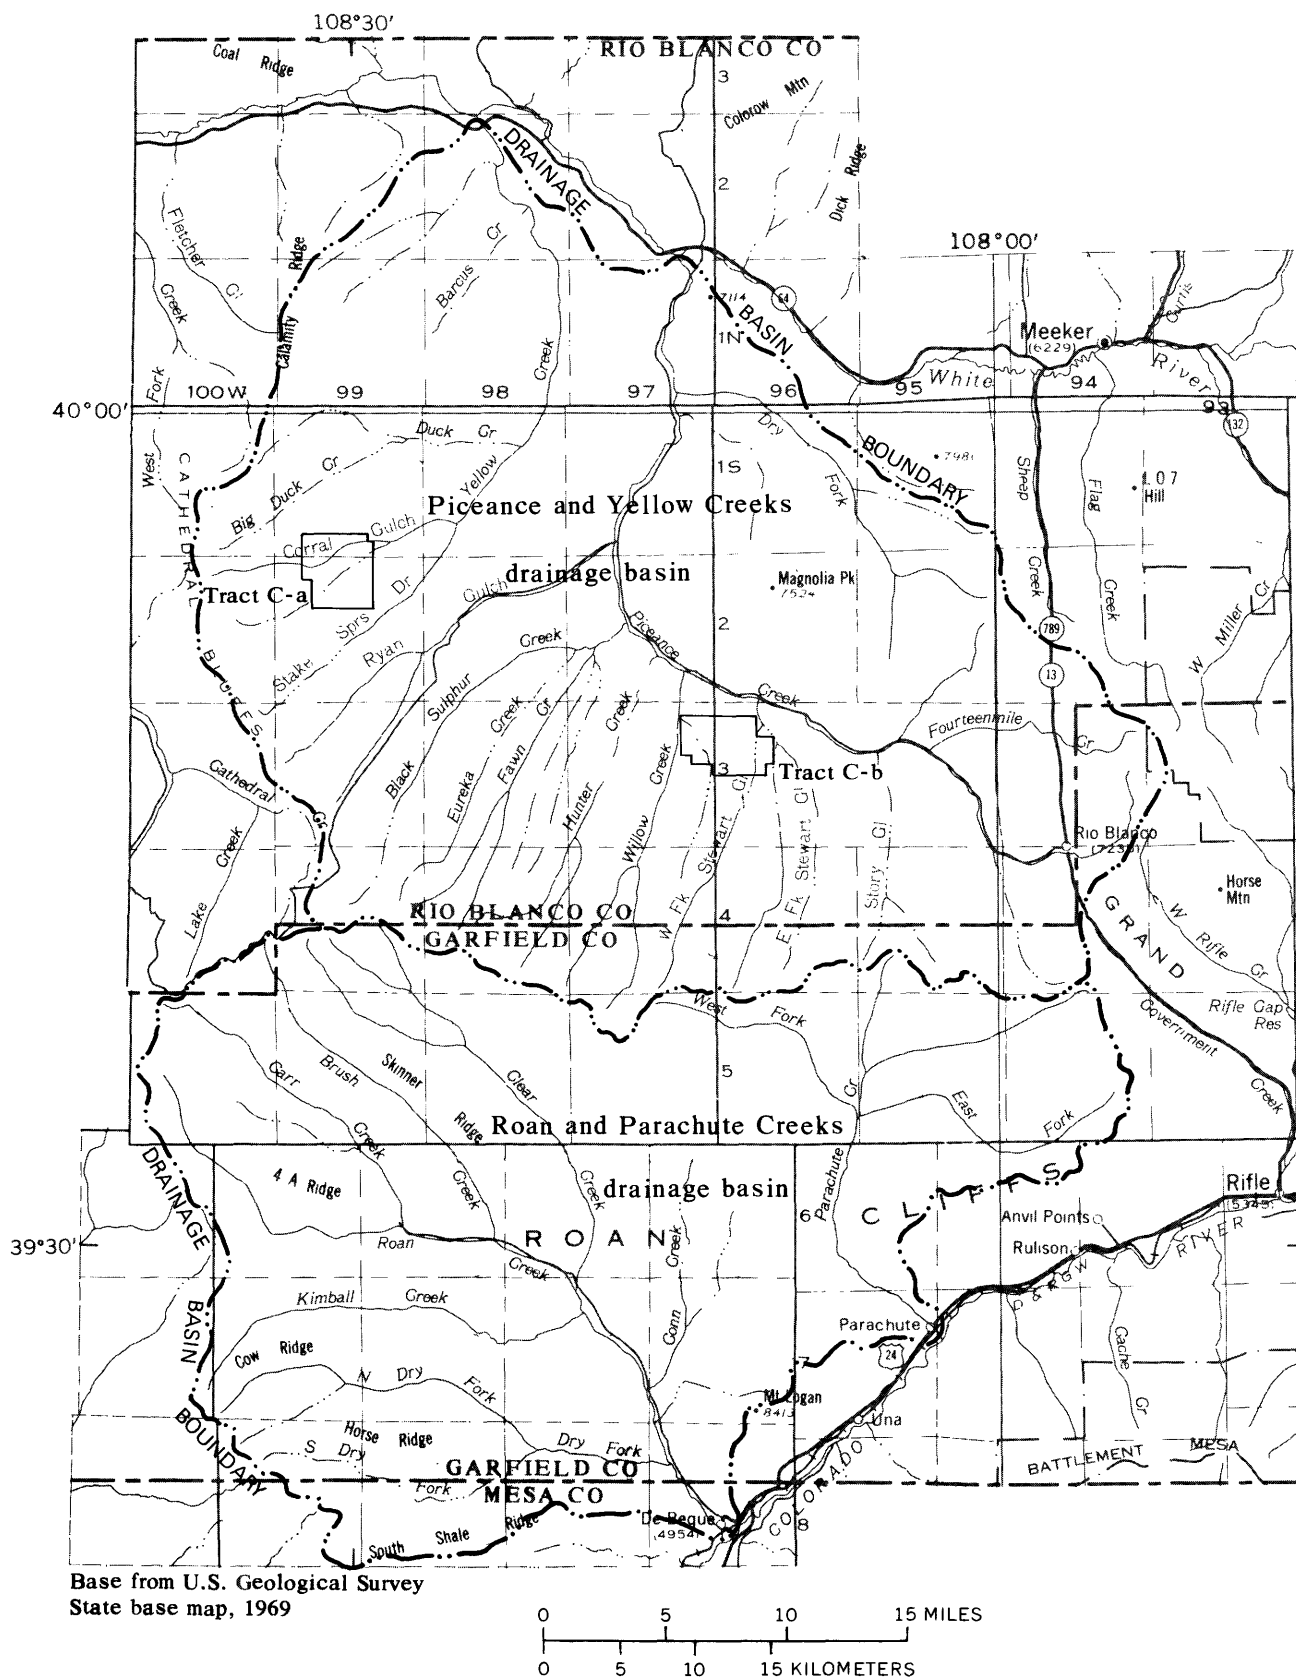 108°30'
RIO BLANCO CO
Coal Ridge
3
Colorow Mtn
DRAINAGE
2
Dick Ridge
Fletcher Gl
Ridge
Barcus Cr
108°00'
Creek
7114
64
Curtis
BASIN
Calamity
1N
Meeker
(6229)
Creek
White River
Fork
100W 99 98 97 96 95 94 93
40°00'
132
Duck Cr
Dry
BOUNDARY
West
CATHEDRAL
Big Duck Cr
Yellow
1S
7981
Sheep
Flag
LO7
Hill
Fork
Piceance and Yellow Creeks
Corral Gulch
drainage basin
Magnolia Pk
7524
Creek
Creek
Tract C-a
Gulch
W Miller Cr
Stake Sprs Dr
Ryan
Creek
2
Piceance
789
BLUFFS
Sulphur
13
Creek
Creek
Creek
Cr
Fourteenmile
Cr
Cathedral
Black
Eureka
Fawn
Creek
3
Tract C-b
Gl
Gl
Gl
Cr
Hunter
Creek
Willow
Stewart
Stewart
Story
Rio Blanco
Lake
RIO BLANCO CO
W Fk
4
E Fk
Horse
Mtn
GARFIELD CO
GRAND
W Rifle Cr
West Fork
Government
Rifle Gap
Res
Carr
Brush
Skinner
Clear
5
Creek
Cr
East
Fork
Creek
Ridge
Roan and Parachute Creeks
DRAINAGE
4 A Ridge
Creek
Creek
drainage basin
Parachute
CLIFFS
Rifle
(5345)
6
Anvil Points
39°30'
Roan
ROAN
Creek
Rulison
RIVER
Creek
D & RGW
BASIN
Kimball Creek
Conn
Parachute
Cache
Cow Ridge
24
7
N Dry Fork
Mt Logan
8413
Cr
BOUNDARY
Horse Ridge
Una
S Dry
Dry Fork
BATTLEMENT MESA
GARFIELD CO
Fork
MESA CO
COLORADO
De Beque
(4954)
8
South Shale Ridge
Base from U.S. Geological Survey
State base map, 1969
0 5 10 15 MILES
0 5 10 15 KILOMETERS